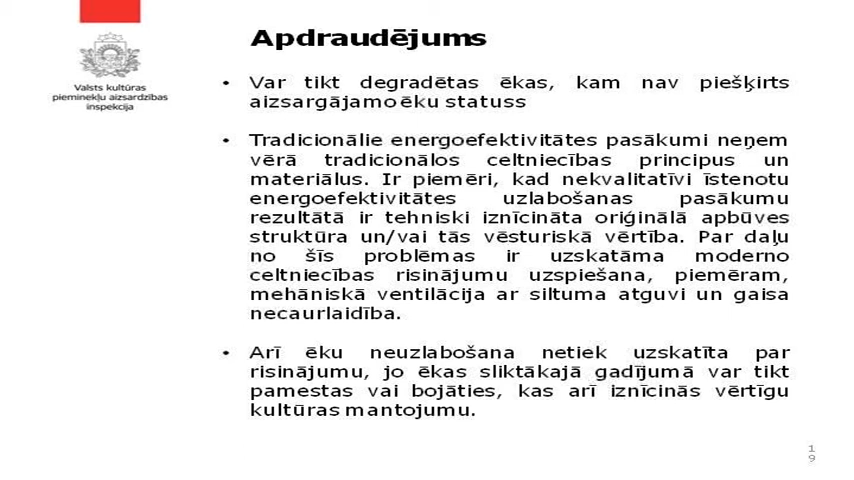 Apdraudējums
Valsts kultūras
pieminekļu aizsardzības
inspekcija
• Var tikt degradētas ēkas, kam nav piešķirts
aizsargājamo ēku statuss
• Tradicionālie energoefektivitātes pasākumi neņem
vērā tradicionālos celtniecības principus un
materiālus. Ir piemēri, kad nekvalitatīvi īstenotu
energoefektivitātes uzlabošanas pasākumu
rezultātā ir tehniski iznīcināta oriģinālā apbūves
struktūra un/vai tās vēsturiskā vērtība. Par daļu
no šīs problēmas ir uzskatāma moderno
celtniecības risinājumu uzspiešana, piemēram,
mehāniskā ventilācija ar siltuma atguvi un gaisa
necaurlaidība.
• Arī ēku neuzlabošana netiek uzskatīta par
risinājumu, jo ēkas sliktākajā gadījumā var tikt
pamestas vai bojāties, kas arī iznīcinās vērtīgu
kultūras mantojumu.
1
9